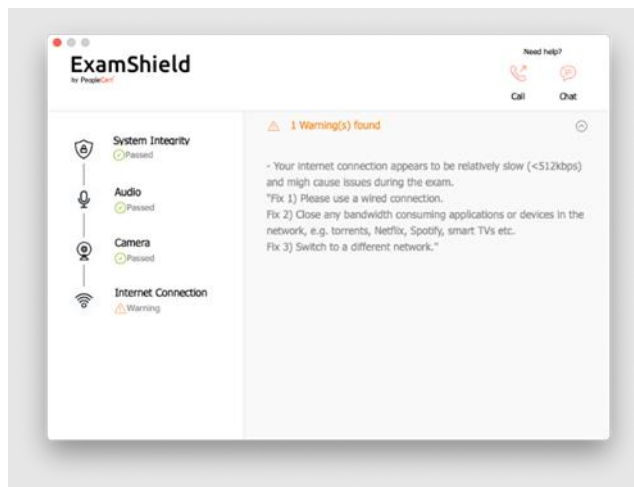 Need help?
ExamShield
by PeopleCert
Call
Chat
1 Warning(s) found
System Integrity
Passed
- Your internet connection appears to be relatively slow (<512kbps)
and migh cause issues during the exam.
"Fix 1) Please use a wired connection.
Fix 2) Close any bandwidth consuming applications or devices in the
network, e.g. torrents, Netflix, Spotify, smart TVs etc.
Fix 3) Switch to a different network."
Audio
Passed
Camera
Passed
Internet Connection
Warning